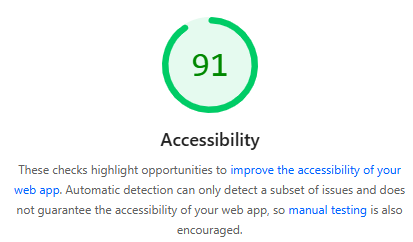 91
Accessibility
These checks highlight opportunities to improve the accessibility of your
web app. Automatic detection can only detect a subset of issues and does
not guarantee the accessibility of your web app, so manual testing is also
encouraged.